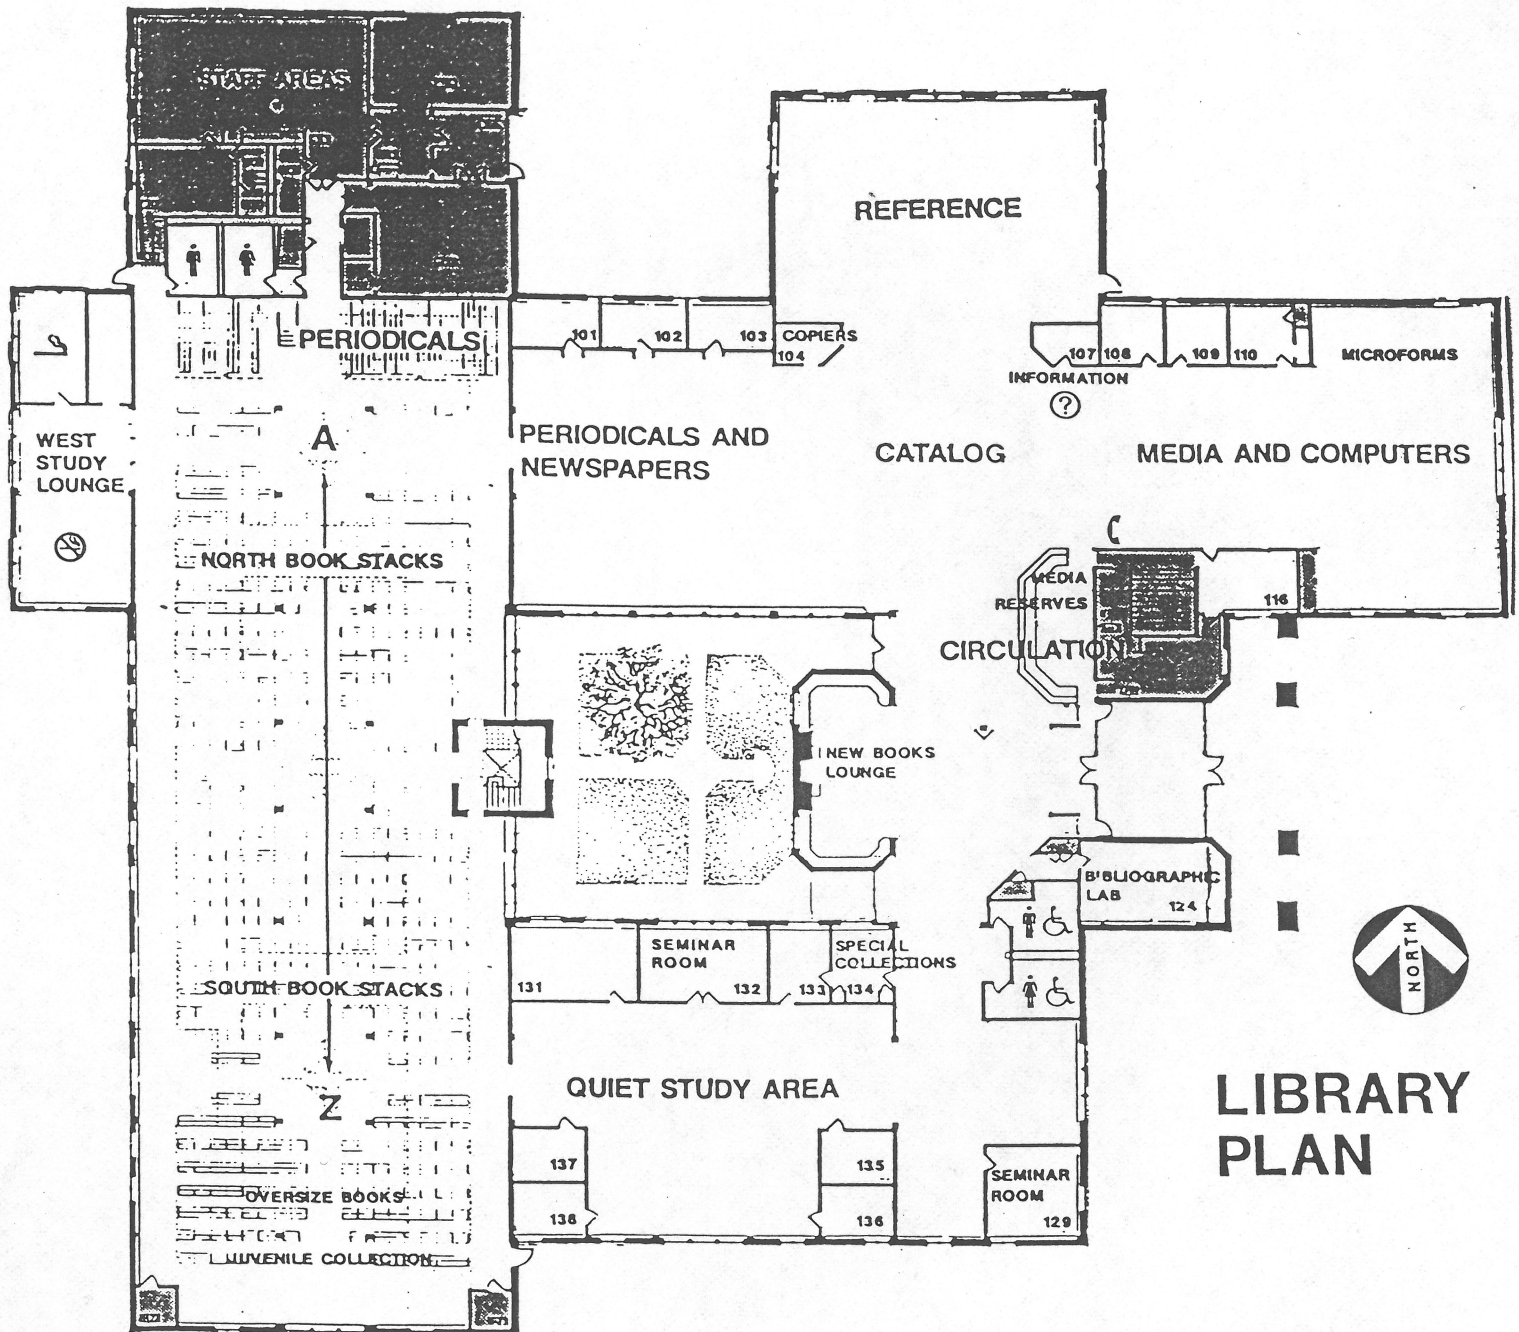 STAFF AREAS
REFERENCE
PERIODICALS
101
102
103
COPIERS
104
107
108
109
110
MICROFORMS
INFORMATION
?
WEST
STUDY
LOUNGE
A
PERIODICALS AND
NEWSPAPERS
CATALOG
MEDIA AND COMPUTERS
NORTH BOOK STACKS
MEDIA
RESERVES
116
CIRCULATION
NEW BOOKS
LOUNGE
BIBLIOGRAPHIC
LAB
124
NORTH
SEMINAR
ROOM
SPECIAL
COLLECTIONS
131
132
133
134
SOUTH BOOK STACKS
Z
QUIET STUDY AREA
LIBRARY
PLAN
137
135
SEMINAR
ROOM
138
136
129
OVERSIZE BOOKS
JUVENILE COLLECTION